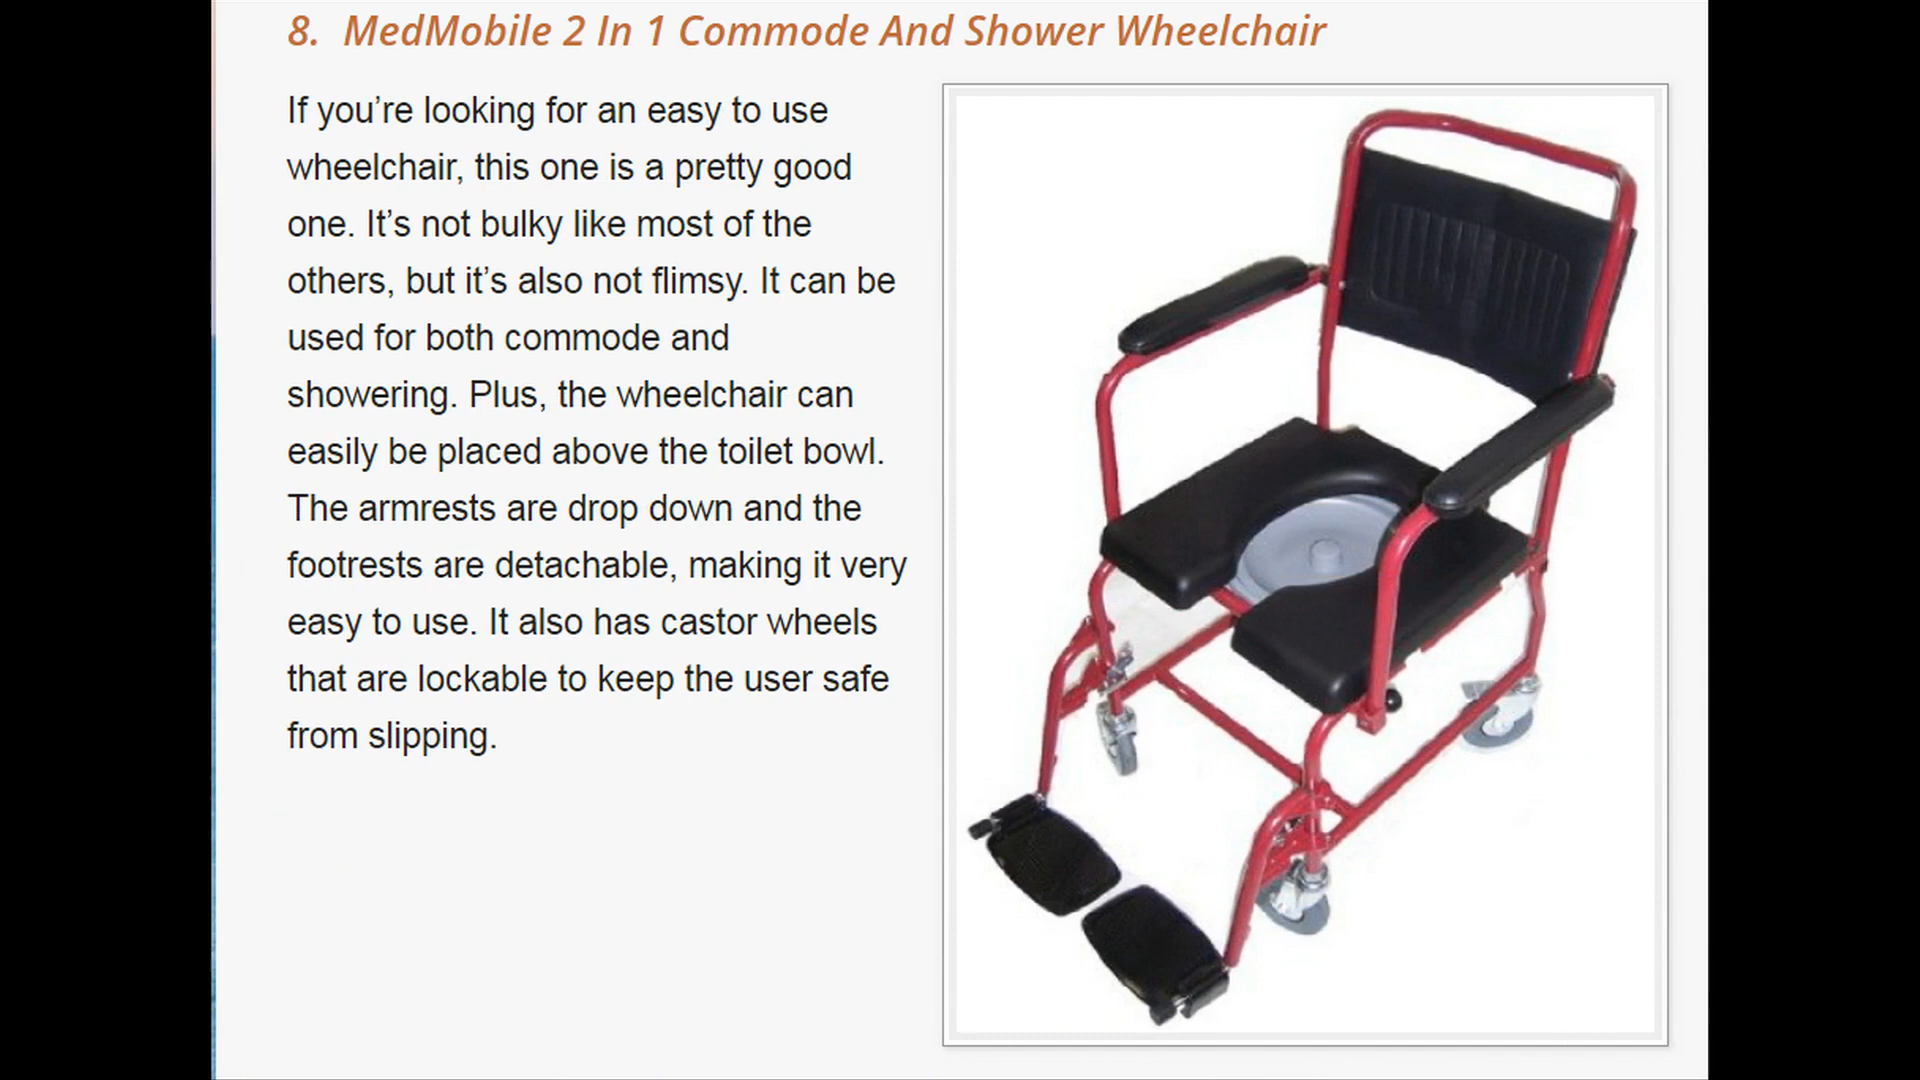 8. MedMobile 2 In 1 Commode And Shower Wheelchair
If you’re looking for an easy to use
wheelchair, this one is a pretty good
one. It’s not bulky like most of the
others, but it’s also not flimsy. It can be
used for both commode and
showering. Plus, the wheelchair can
easily be placed above the toilet bowl.
The armrests are drop down and the
footrests are detachable, making it very
easy to use. It also has castor wheels
that are lockable to keep the user safe
from slipping.